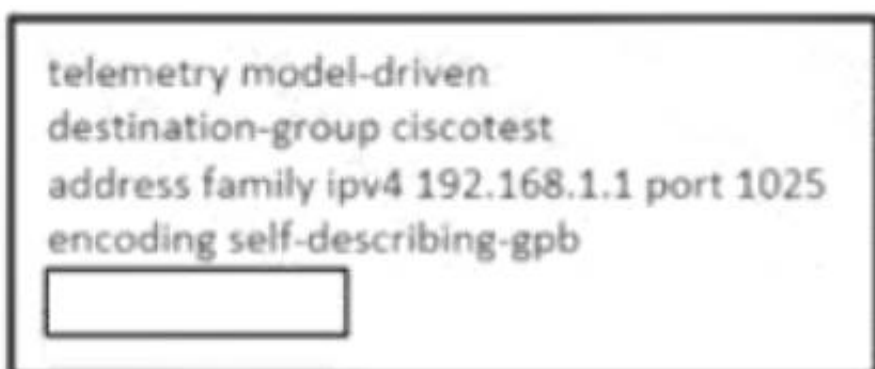 telemetry model-driven
destination-group ciscotest
address family ipv4 192.168.1.1 port 1025
encoding self-describing-gpb